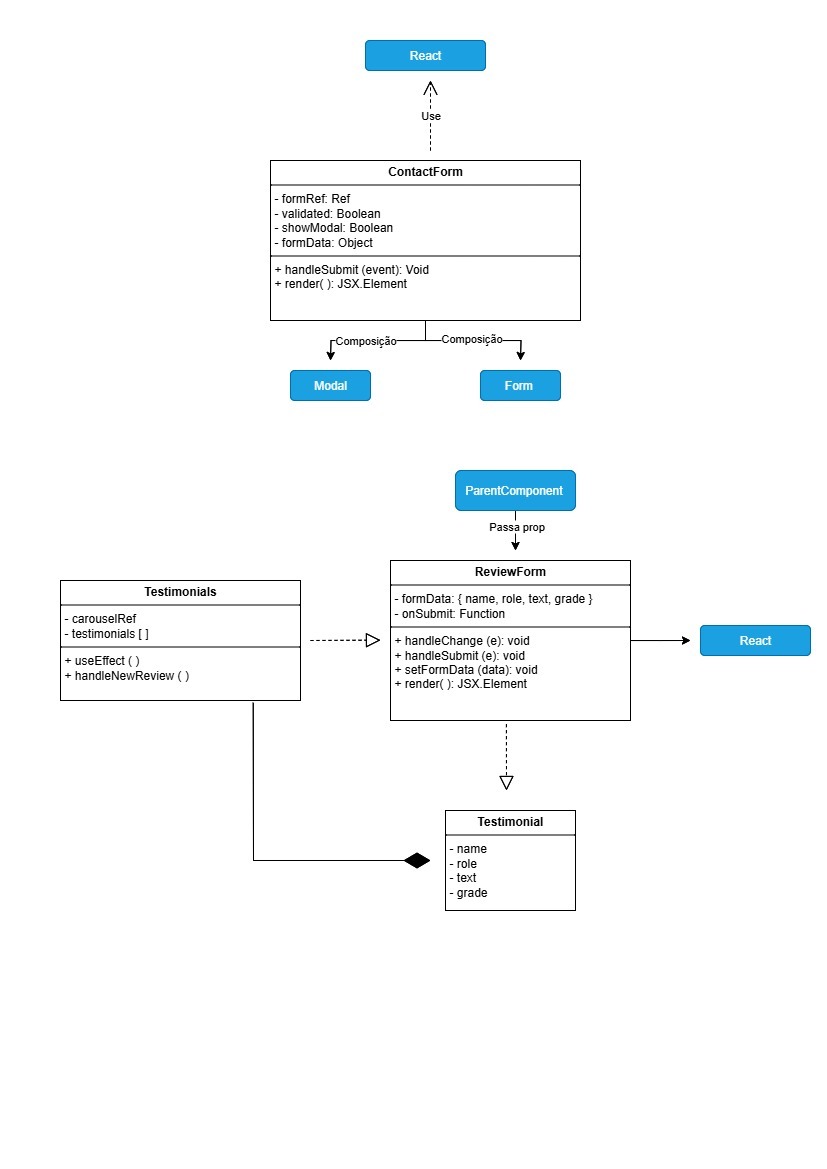 React
Use
ContactForm
- formRef: Ref
- validated: Boolean
- showModal: Boolean
- formData: Object
+ handleSubmit (event): Void
+ render( ): JSX.Element
Composição
Composição
Modal
Form
ParentComponent
Passa prop
ReviewForm
- formData: { name, role, text, grade }
- onSubmit: Function
+ handleChange (e): void
+ handleSubmit (e): void
+ setFormData (data): void
+ render( ): JSX.Element
Testimonials
- carouselRef
- testimonials [ ]
+ useEffect ( )
+ handleNewReview ( )
React
Testimonial
- name
- role
- text
- grade